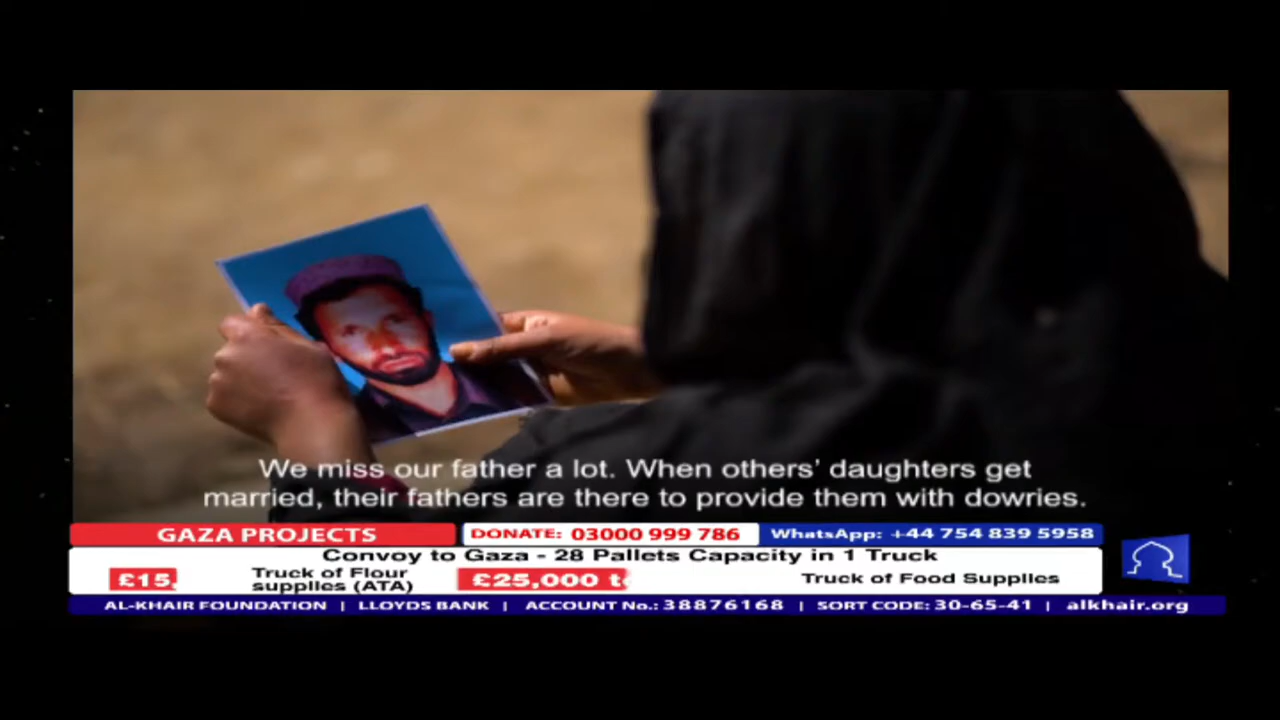 We miss our father a lot. When others’ daughters get
married, their fathers are there to provide them with dowries.
GAZA PROJECTS
DONATE: 03000 999 786
WhatsApp: +44 754 839 5958
Convoy to Gaza - 28 Pallets Capacity in 1 Truck
£15,
Truck of Flour
supplies (ATA)
£25,000 t
Truck of Food Supplies
AL-KHAIR FOUNDATION | LLOYDS BANK | ACCOUNT No.: 38876168 | SORT CODE: 30-65-41 | alkhair.org